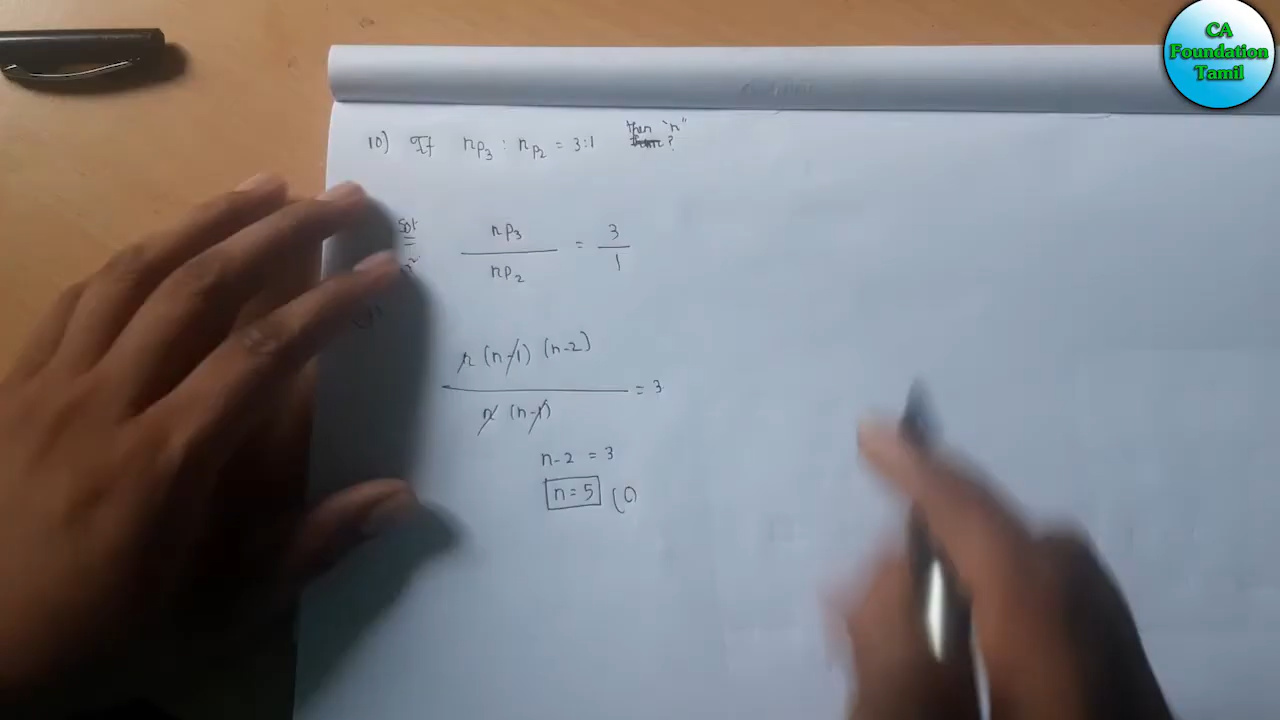 CA
Foundation
Tamil
then "n"
10) If nP3 : nP2 = 3:1 ?
Sol
nP3 / nP2 = 3 / 1
n (n-1) (n-2) / n (n-1) = 3
n-2 = 3
n = 5